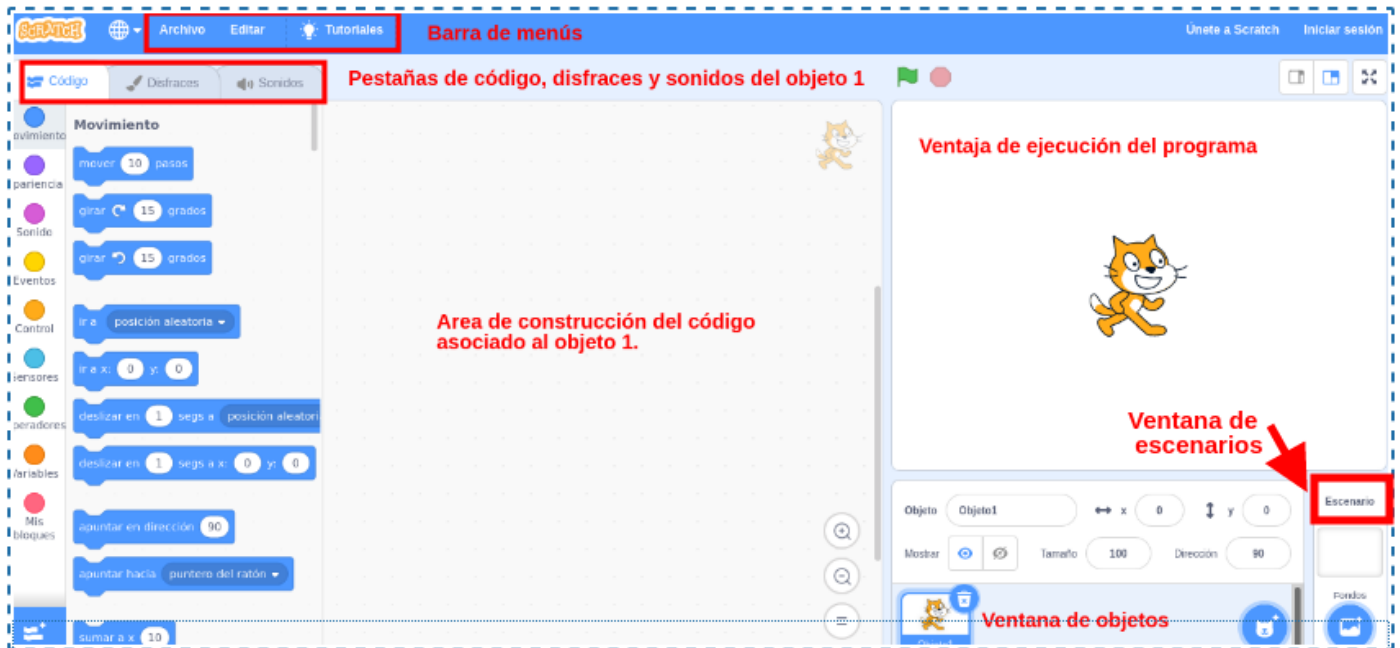 SCRATCH Archivo Editar Tutoriales Barra de menús Únete a Scratch Iniciar sesión
Código Disfraces Sonidos Pestañas de código, disfraces y sonidos del objeto 1
ovimiento
pariencia
Sonido
Eventos
Control
Sensores
peradores
Variables
Mis
bloques
Movimiento
mover 10 pasos
girar 15 grados
girar 15 grados
ir a posición aleatoria
ir a x: 0 y: 0
deslizar en 1 segs a posición aleatori
deslizar en 1 segs a x: 0 y: 0
apuntar en dirección 90
apuntar hacia puntero del ratón
sumar a x 10
Area de construcción del código
asociado al objeto 1.
Ventaja de ejecución del programa
Ventana de
escenarios
Objeto Objeto1 x 0 y 0
Mostrar Tamaño 100 Dirección 90
Ventana de objetos
Objeto1
Escenario
Fondos